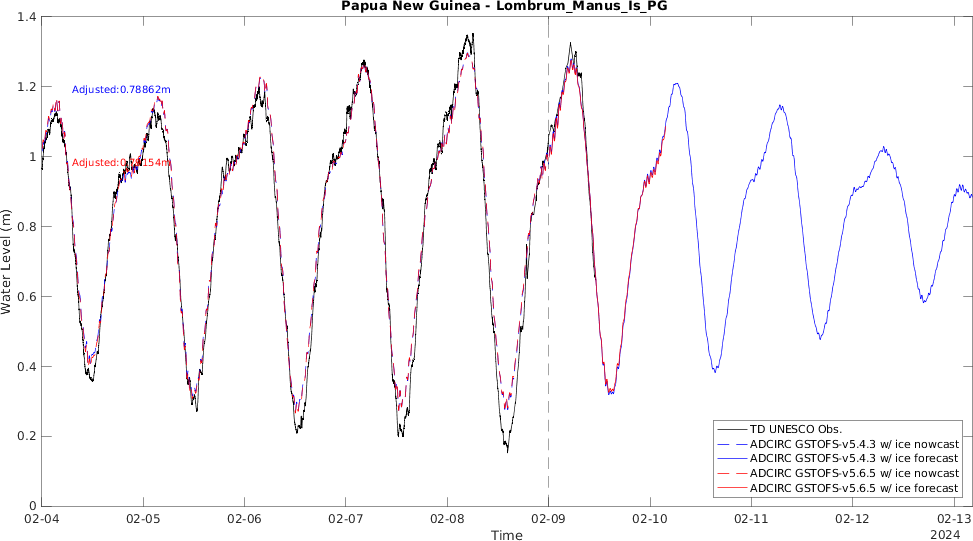 Papua New Guinea - Lombrum_Manus_Is_PG
1.4
1.2
1
0.8
0.6
0.4
0.2
0
Water Level (m)
Adjusted:0.78862m
02-04
02-05
02-06
02-07
02-08
02-09
02-10
02-11
02-12
02-13
Time
2024
TD UNESCO Obs.
ADCIRC GSTOFS-v5.4.3 w/ ice nowcast
ADCIRC GSTOFS-v5.4.3 w/ ice forecast
ADCIRC GSTOFS-v5.6.5 w/ ice nowcast
ADCIRC GSTOFS-v5.6.5 w/ ice forecast